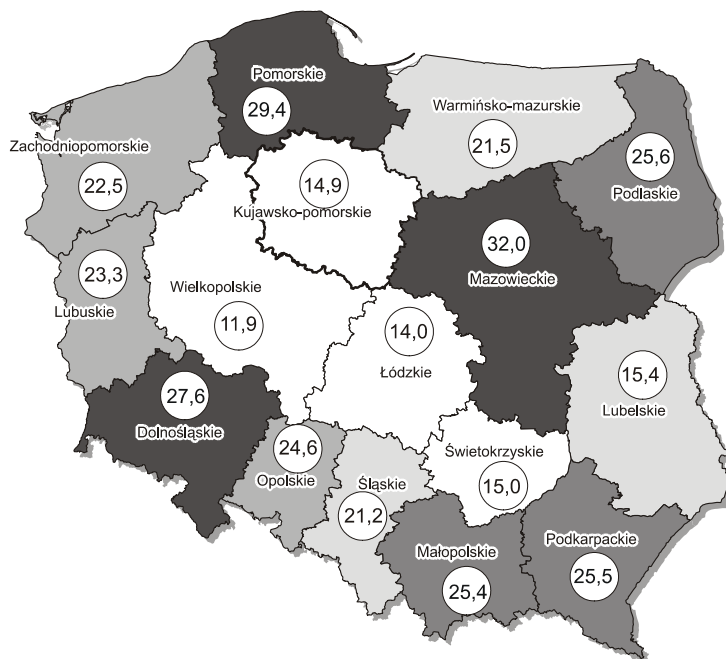 Pomorskie
29,4
Warmińsko-mazurskie
21,5
Zachodniopomorskie
22,5
25,6
Podlaskie
14,9
Kujawsko-pomorskie
32,0
Mazowieckie
23,3
Lubuskie
Wielkopolskie
11,9
14,0
Łódzkie
15,4
Lubelskie
27,6
Dolnośląskie
24,6
Opolskie
Śląskie
21,2
Świetokrzyskie
15,0
Małopolskie
25,4
Podkarpackie
25,5